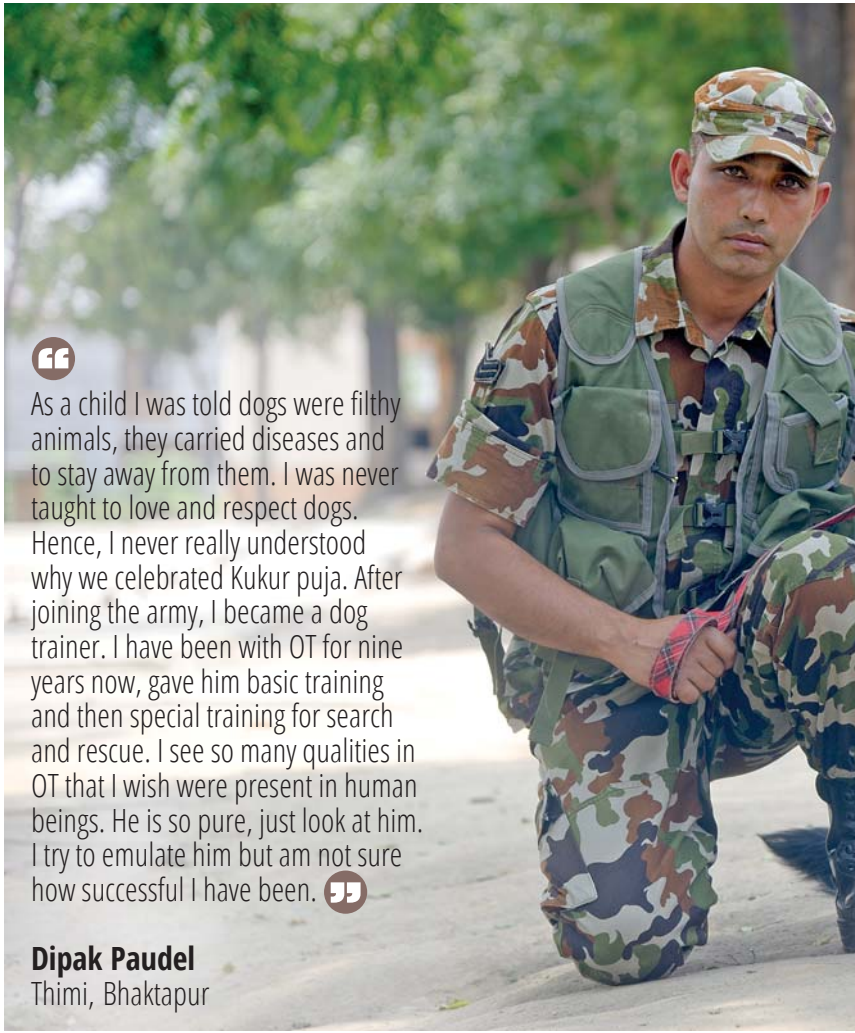 “
As a child I was told dogs were filthy
animals, they carried diseases and
to stay away from them. I was never
taught to love and respect dogs.
Hence, I never really understood
why we celebrated Kukur puja. After
joining the army, I became a dog
trainer. I have been with OT for nine
years now, gave him basic training
and then special training for search
and rescue. I see so many qualities in
OT that I wish were present in human
beings. He is so pure, just look at him.
I try to emulate him but am not sure
how successful I have been. ”
Dipak Paudel
Thimi, Bhaktapur